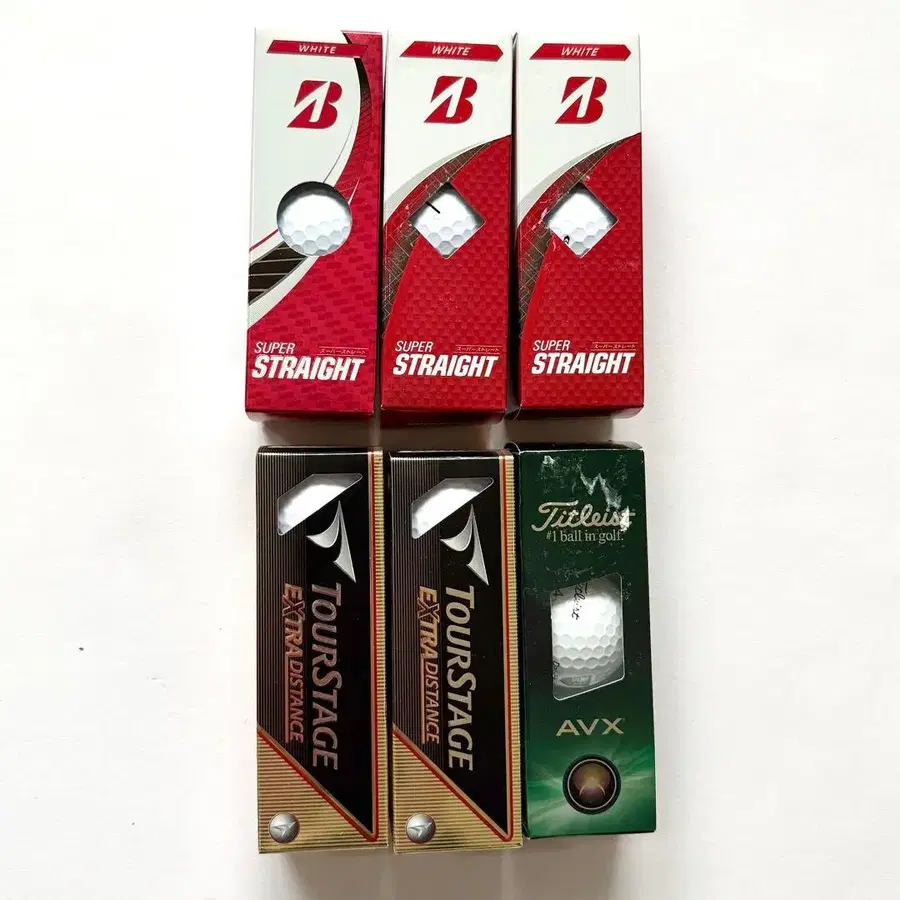 WHITE
SUPER
スーパーストレート
STRAIGHT
WHITE
SUPER
スーパーストレート
STRAIGHT
WHITE
SUPER
スーパーストレート
STRAIGHT
TOURSTAGE
EXTRA DISTANCE
TOURSTAGE
EXTRA DISTANCE
Titleist
#1 ball in golf.
Titleist
AVX